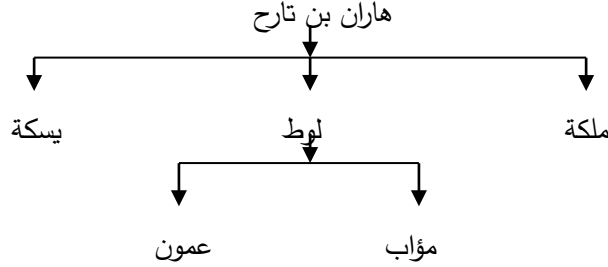 هاران بن تارح
ملكة لوط يسكة
مؤاب عمون